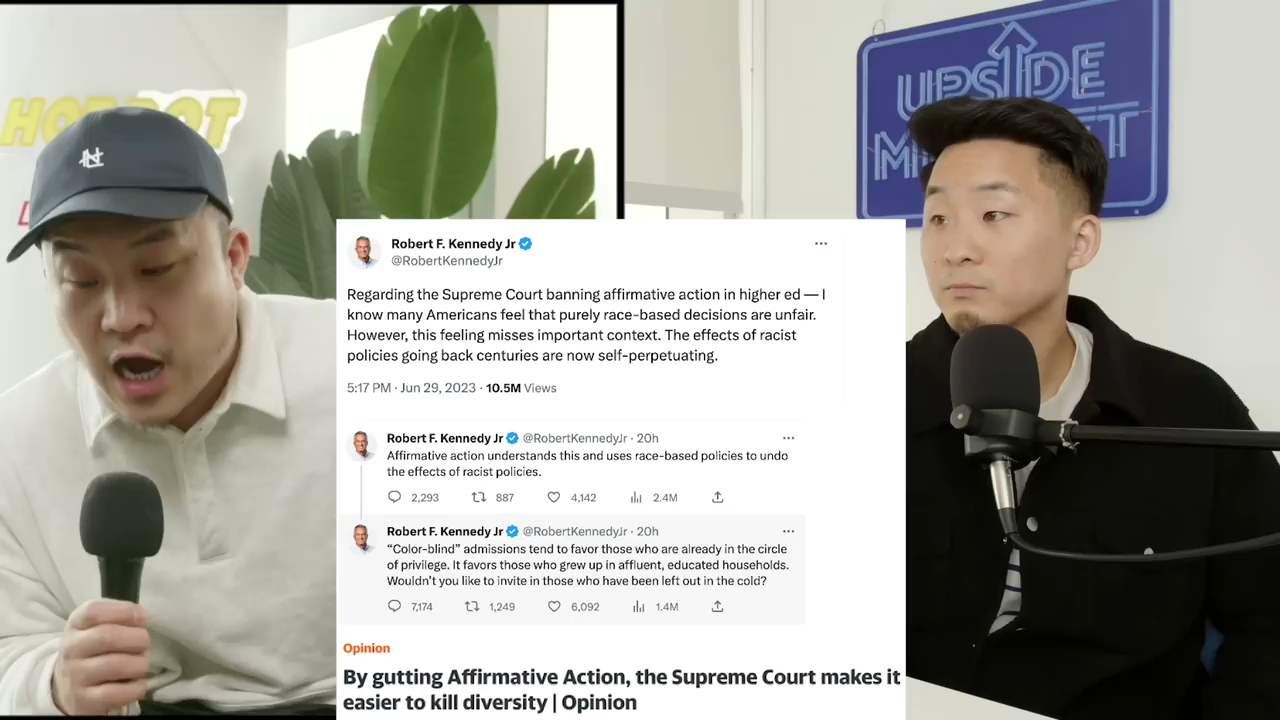 HOT POT
UPSIDE
Robert F. Kennedy Jr
@RobertKennedyJr
Regarding the Supreme Court banning affirmative action in higher ed — I
know many Americans feel that purely race-based decisions are unfair.
However, this feeling misses important context. The effects of racist
policies going back centuries are now self-perpetuating.
5:17 PM · Jun 29, 2023 · 10.5M Views
Robert F. Kennedy Jr @RobertKennedyJr · 20h
Affirmative action understands this and uses race-based policies to undo
the effects of racist policies.
2,293 887 4,142 2.4M
Robert F. Kennedy Jr @RobertKennedyJr · 20h
“Color-blind” admissions tend to favor those who are already in the circle
of privilege. It favors those who grew up in affluent, educated households.
Wouldn’t you like to invite in those who have been left out in the cold?
7,174 1,249 6,092 1.4M
Opinion
By gutting Affirmative Action, the Supreme Court makes it
easier to kill diversity | Opinion